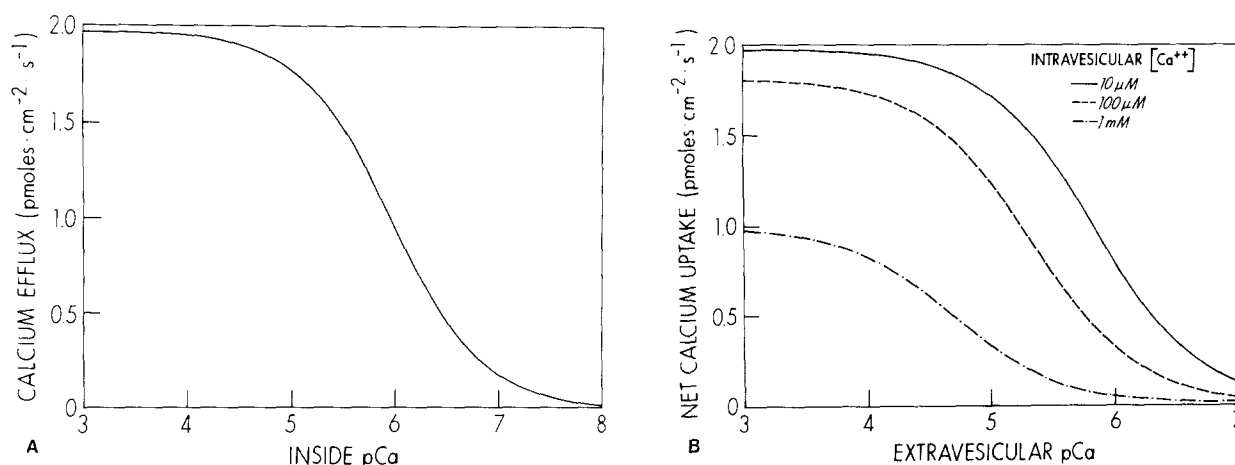 2.0
1.5
1.0
0.5
0
CALCIUM EFFLUX (pmoles·cm⁻²·s⁻¹)
3 4 5 6 7 8
A
INSIDE pCa
2.0
1.5
1.0
0.5
0
NET CALCIUM UPTAKE (pmoles·cm⁻²·s⁻¹)
INTRAVESICULAR [Ca⁺⁺]
10 μM
100 μM
1 mM
3 4 5 6
B
EXTRAVESICULAR pCa